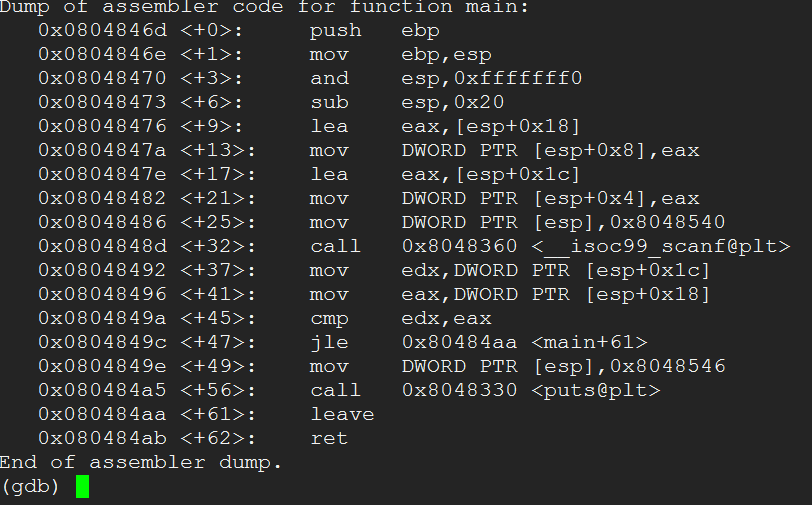 Dump of assembler code for function main:
   0x0804846d <+0>:     push   ebp
   0x0804846e <+1>:     mov    ebp,esp
   0x08048470 <+3>:     and    esp,0xfffffff0
   0x08048473 <+6>:     sub    esp,0x20
   0x08048476 <+9>:     lea    eax,[esp+0x18]
   0x0804847a <+13>:    mov    DWORD PTR [esp+0x8],eax
   0x0804847e <+17>:    lea    eax,[esp+0x1c]
   0x08048482 <+21>:    mov    DWORD PTR [esp+0x4],eax
   0x08048486 <+25>:    mov    DWORD PTR [esp],0x8048540
   0x0804848d <+32>:    call   0x8048360 <__isoc99_scanf@plt>
   0x08048492 <+37>:    mov    edx,DWORD PTR [esp+0x1c]
   0x08048496 <+41>:    mov    eax,DWORD PTR [esp+0x18]
   0x0804849a <+45>:    cmp    edx,eax
   0x0804849c <+47>:    jle    0x80484aa <main+61>
   0x0804849e <+49>:    mov    DWORD PTR [esp],0x8048546
   0x080484a5 <+56>:    call   0x8048330 <puts@plt>
   0x080484aa <+61>:    leave
   0x080484ab <+62>:    ret
End of assembler dump.
(gdb)